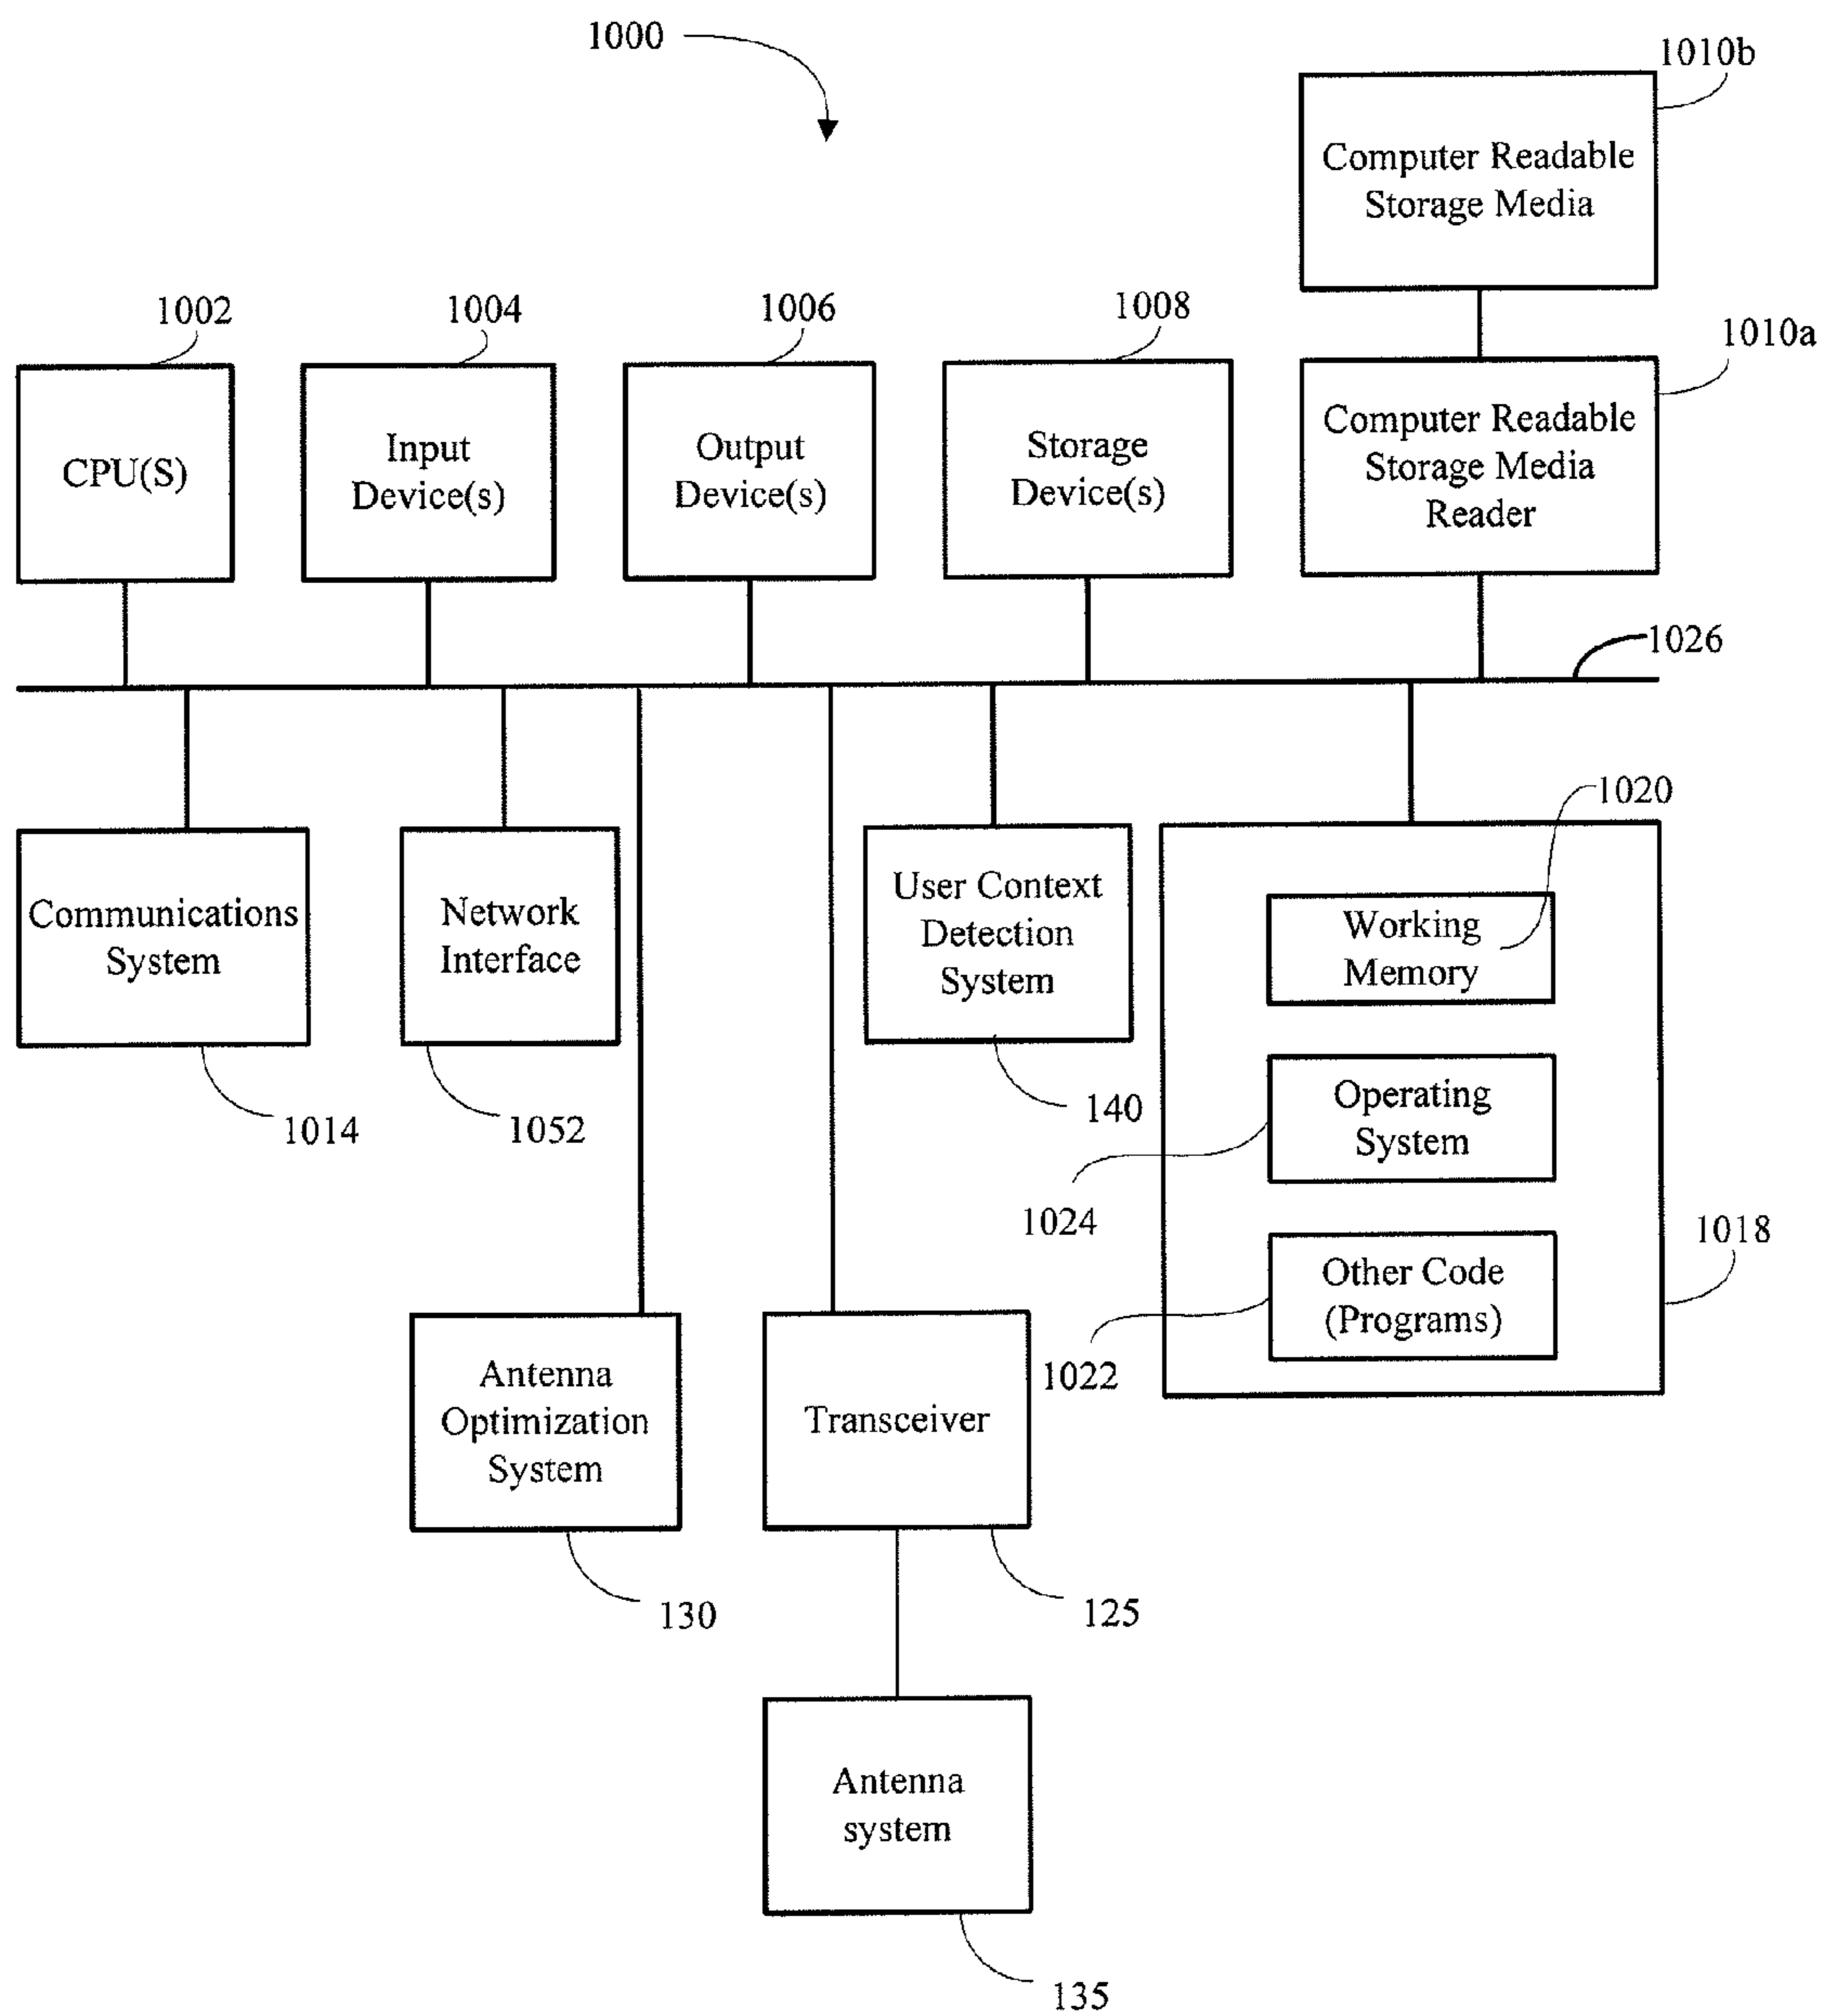 1000
1010b
Computer Readable
Storage Media
1002
1004
1006
1008
1010a
CPU(S)
Input
Device(s)
Output
Device(s)
Storage
Device(s)
Computer Readable
Storage Media
Reader
1026
1020
Communications
System
Network
Interface
User Context
Detection
System
Working
Memory
1014
1052
140
Operating
System
1024
1018
Other Code
(Programs)
1022
Antenna
Optimization
System
Transceiver
130
125
Antenna
system
135